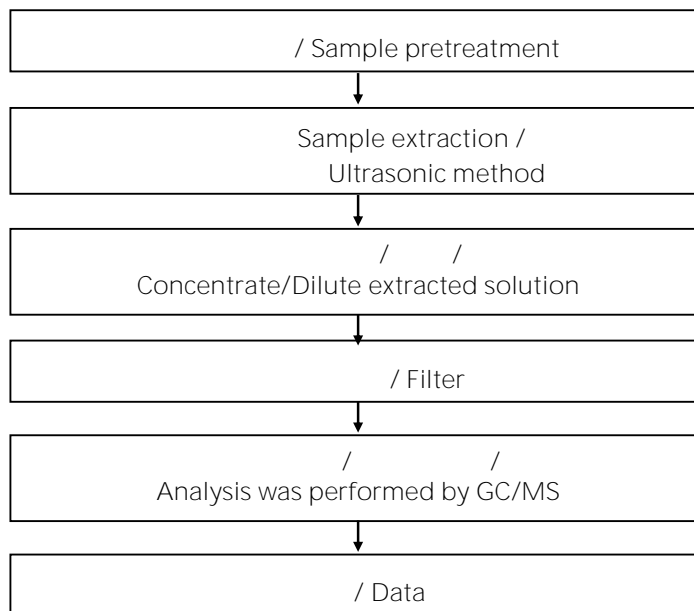 / Sample pretreatment
Sample extraction /
Ultrasonic method
/ /
Concentrate/Dilute extracted solution
/ Filter
/ /
Analysis was performed by GC/MS
/ Data